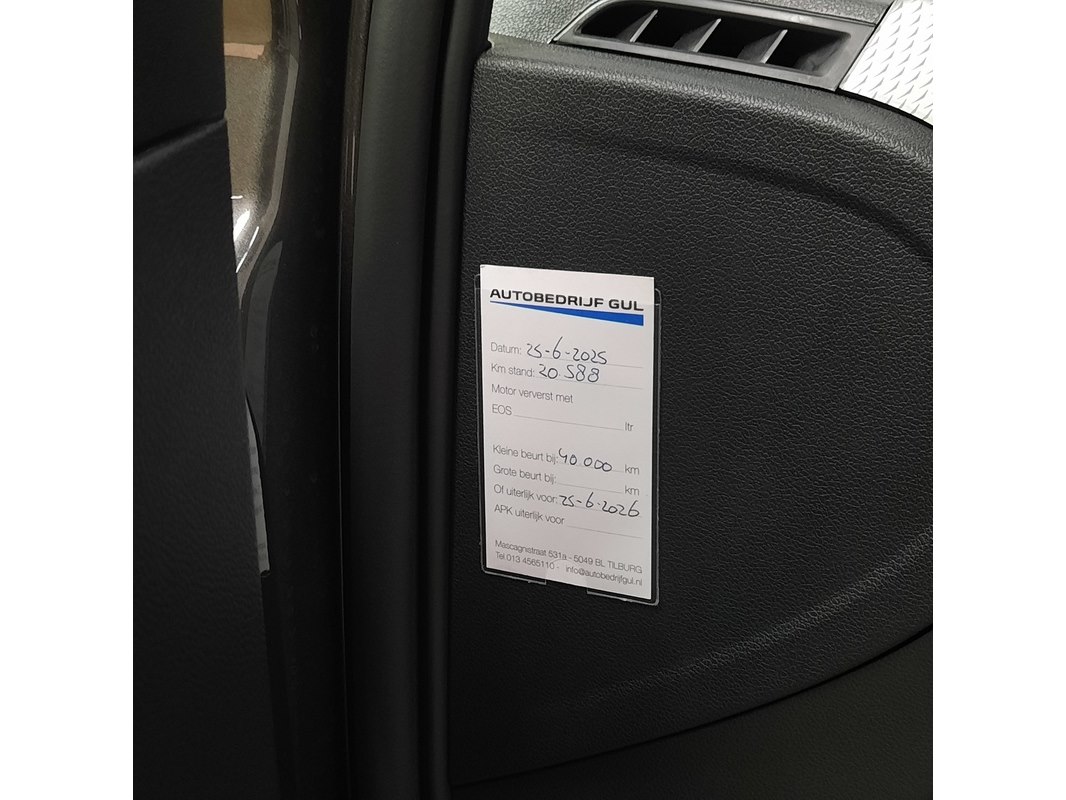 AUTOBEDRIJF GUL
Datum: 25-6-2025
Km stand: 20.588
Motor ververst met
EOS ltr
Kleine beurt bij: 40.000 km
Grote beurt bij: km
Of uiterlijk voor: 25-6-2026
APK uiterlijk voor
Mascagnistraat 531a - 5049 BL TILBURG
Tel. 013 4565110 - info@autobedrijfgul.nl